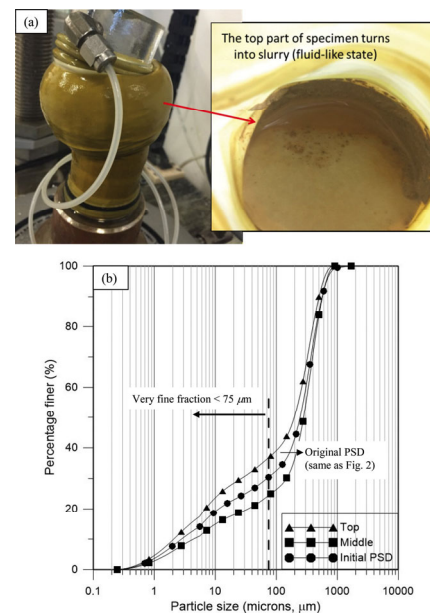 (a)
The top part of specimen turns
into slurry (fluid-like state)
(b)
100
80
60
40
20
0
Percentage finer (%)
Very fine fraction < 75 μm
Original PSD
(same as Fig. 2)
Top
Middle
Initial PSD
0.1
1
10
100
1000
10000
Particle size (microns, μm)